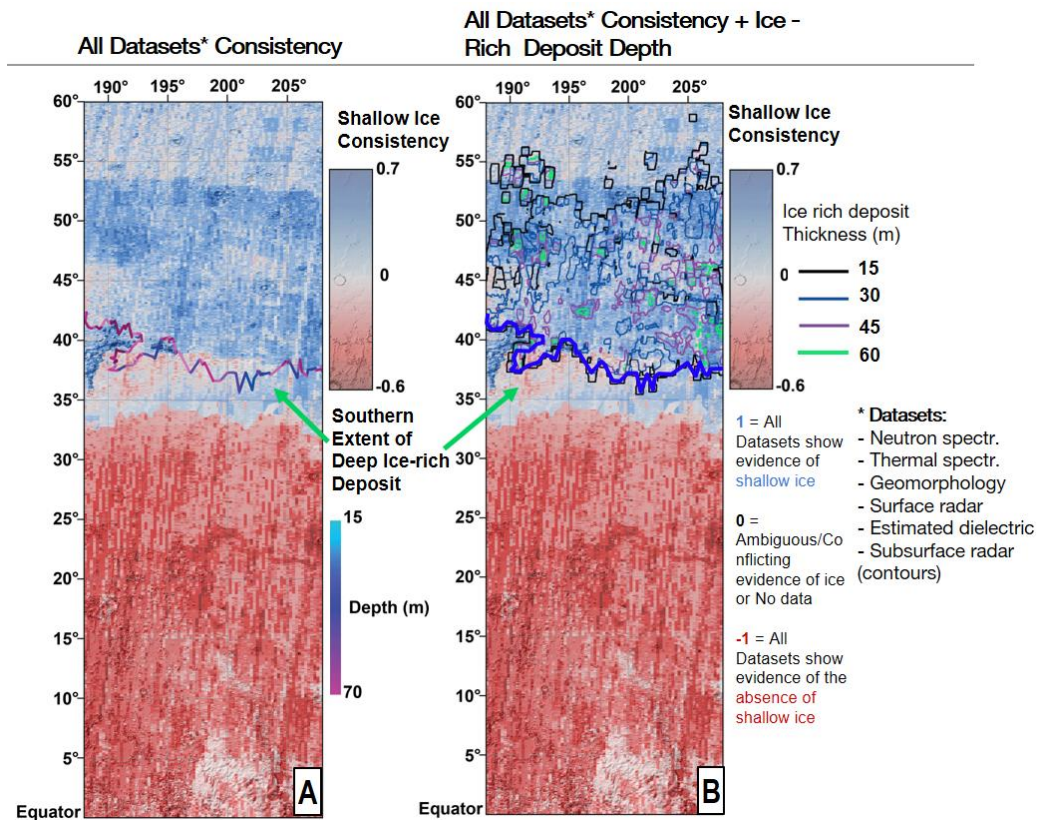 All Datasets* Consistency
All Datasets* Consistency + Ice -
Rich Deposit Depth
190° 195° 200° 205°
60°
55°
50°
45°
40°
35°
30°
25°
20°
15°
10°
5°
Equator
A
Shallow Ice
Consistency
0.7
0
-0.6
Southern
Extent of
Deep Ice-rich
Deposit
15
Depth (m)
70
190° 195° 200° 205°
60°
55°
50°
45°
40°
35°
30°
25°
20°
15°
10°
5°
Equator
B
Shallow Ice
Consistency
0.7
0
-0.6
Ice rich deposit
Thickness (m)
15
30
45
60
1 = All
Datasets show
evidence of
shallow ice
0 =
Ambiguous/Co
nflicting
evidence of ice
or No data
-1 = All
Datasets show
evidence of the
absence of
shallow ice
* Datasets:
- Neutron spectr.
- Thermal spectr.
- Geomorphology
- Surface radar
- Estimated dielectric
- Subsurface radar
(contours)